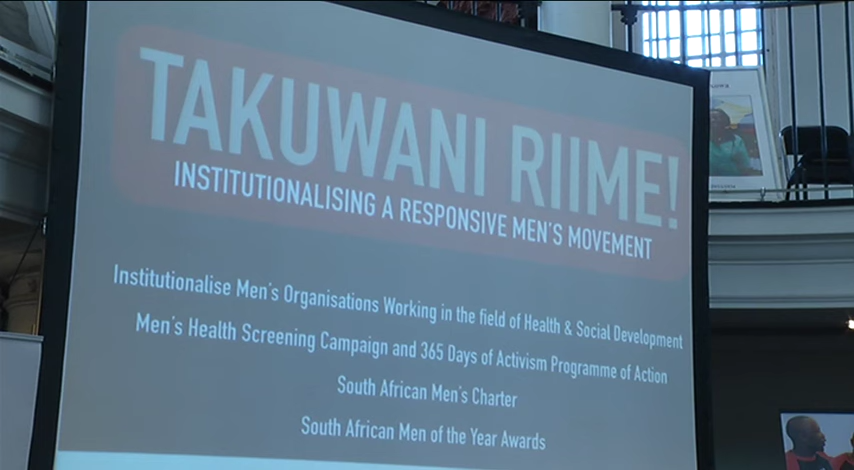 TAKUWANI RIIME!
INSTITUTIONALISING A RESPONSIVE MEN'S MOVEMENT
Institutionalise Men's Organisations Working in the field of Health & Social Development
Men's Health Screening Campaign and 365 Days of Activism Programme of Action
South African Men's Charter
South African Men of the Year Awards